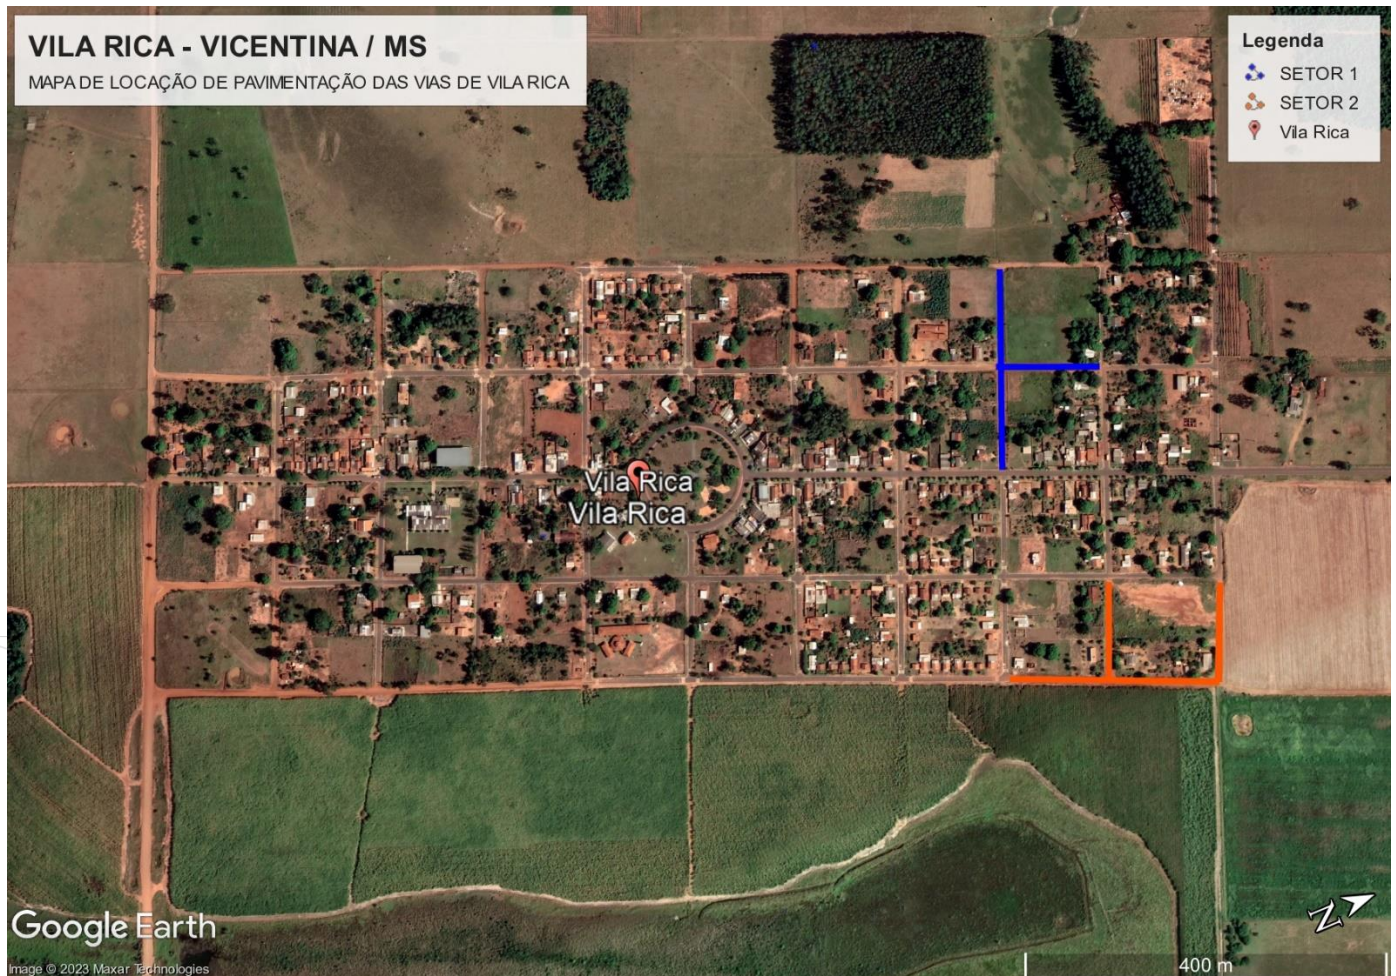 VILA RICA - VICENTINA / MS
MAPA DE LOCAÇÃO DE PAVIMENTAÇÃO DAS VIAS DE VILA RICA
Legenda
SETOR 1
SETOR 2
Vila Rica
Vila Rica
Vila Rica
Google Earth
Image © 2023 Maxar Technologies
N
400 m